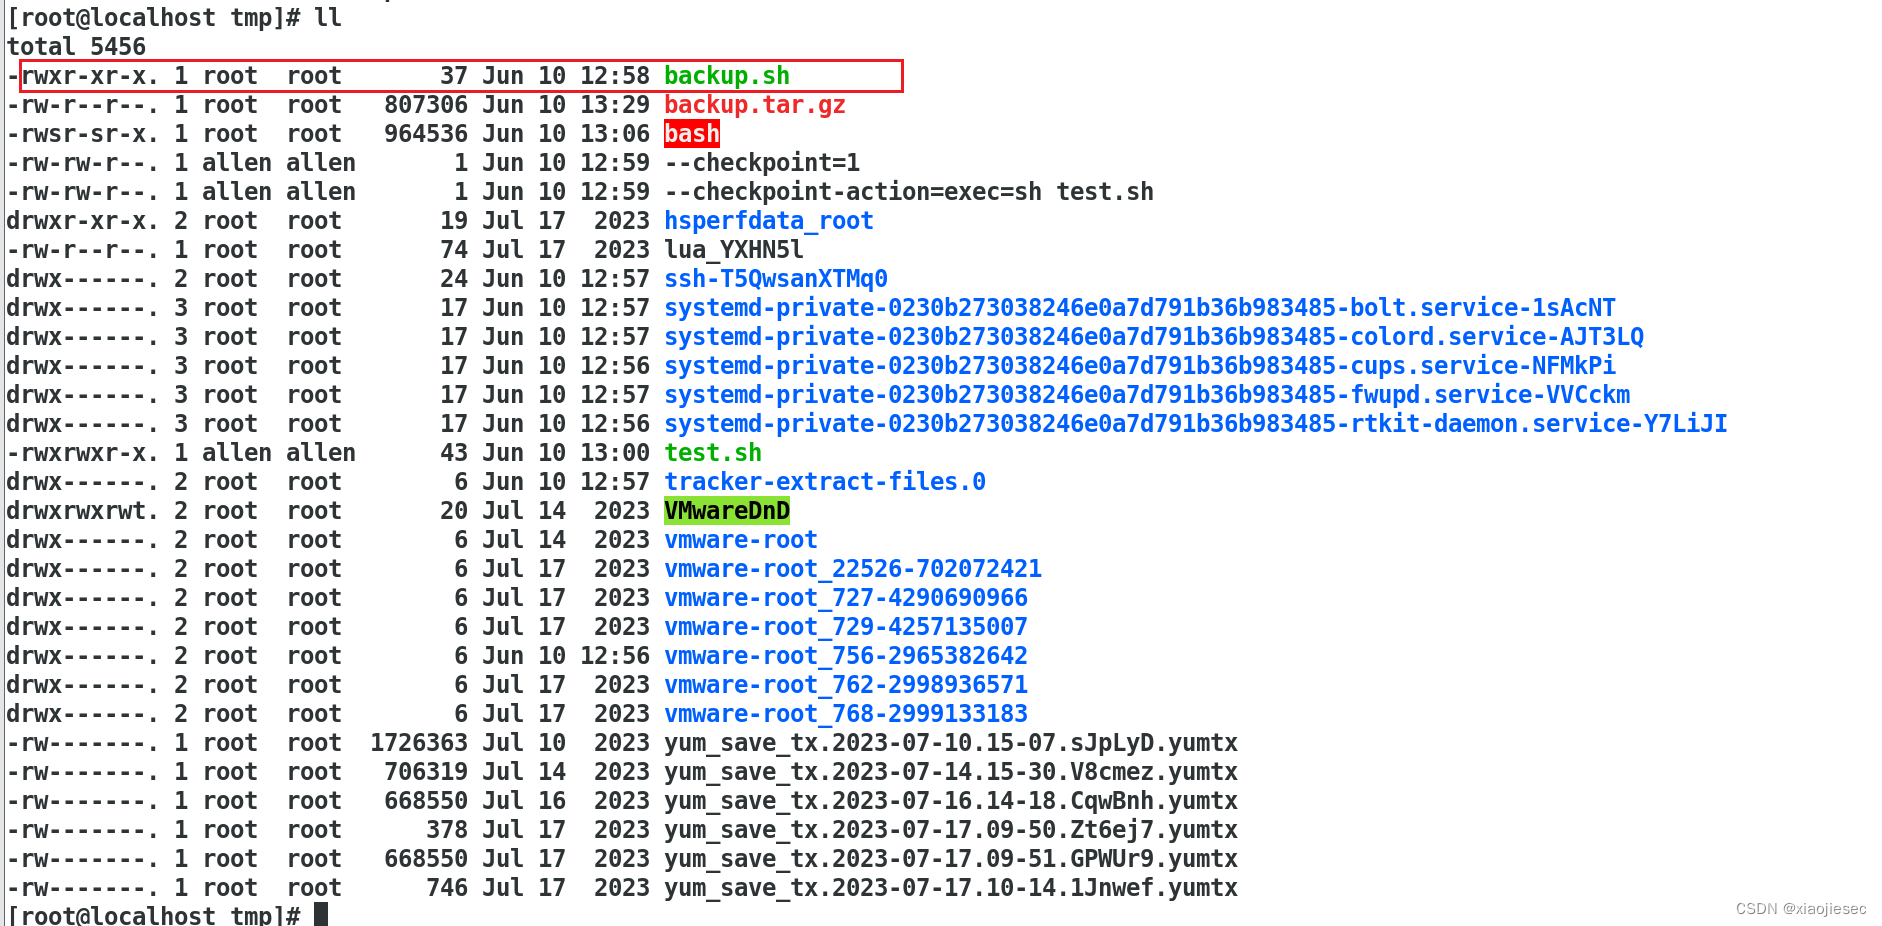 [root@localhost tmp]# ll
total 5456
-rwxr-xr-x. 1 root  root       37 Jun 10 12:58 backup.sh
-rw-r--r--. 1 root  root   807306 Jun 10 13:29 backup.tar.gz
-rwsr-sr-x. 1 root  root   964536 Jun 10 13:06 bash
-rw-rw-r--. 1 allen allen       1 Jun 10 12:59 --checkpoint=1
-rw-rw-r--. 1 allen allen       1 Jun 10 12:59 --checkpoint-action=exec=sh test.sh
drwxr-xr-x. 2 root  root       19 Jul 17  2023 hsperfdata_root
-rw-r--r--. 1 root  root       74 Jul 17  2023 lua_YXHN5l
drwx------. 2 root  root       24 Jun 10 12:57 ssh-T5QwsanXTMq0
drwx------. 3 root  root       17 Jun 10 12:57 systemd-private-0230b273038246e0a7d791b36b983485-bolt.service-1sAcNT
drwx------. 3 root  root       17 Jun 10 12:57 systemd-private-0230b273038246e0a7d791b36b983485-colord.service-AJT3LQ
drwx------. 3 root  root       17 Jun 10 12:56 systemd-private-0230b273038246e0a7d791b36b983485-cups.service-NFMkPi
drwx------. 3 root  root       17 Jun 10 12:57 systemd-private-0230b273038246e0a7d791b36b983485-fwupd.service-VVCckm
drwx------. 3 root  root       17 Jun 10 12:56 systemd-private-0230b273038246e0a7d791b36b983485-rtkit-daemon.service-Y7LiJI
-rwxrwxr-x. 1 allen allen      43 Jun 10 13:00 test.sh
drwx------. 2 root  root        6 Jun 10 12:57 tracker-extract-files.0
drwxrwxrwt. 2 root  root       20 Jul 14  2023 VMwareDnD
drwx------. 2 root  root        6 Jul 14  2023 vmware-root
drwx------. 2 root  root        6 Jul 17  2023 vmware-root_22526-702072421
drwx------. 2 root  root        6 Jul 17  2023 vmware-root_727-4290690966
drwx------. 2 root  root        6 Jul 17  2023 vmware-root_729-4257135007
drwx------. 2 root  root        6 Jun 10 12:56 vmware-root_756-2965382642
drwx------. 2 root  root        6 Jul 17  2023 vmware-root_762-2998936571
drwx------. 2 root  root        6 Jul 17  2023 vmware-root_768-2999133183
-rw-------. 1 root  root  1726363 Jul 10  2023 yum_save_tx.2023-07-10.15-07.sJpLyD.yumtx
-rw-------. 1 root  root   706319 Jul 14  2023 yum_save_tx.2023-07-14.15-30.V8cmez.yumtx
-rw-------. 1 root  root   668550 Jul 16  2023 yum_save_tx.2023-07-16.14-18.CqwBnh.yumtx
-rw-------. 1 root  root      378 Jul 17  2023 yum_save_tx.2023-07-17.09-50.Zt6ej7.yumtx
-rw-------. 1 root  root   668550 Jul 17  2023 yum_save_tx.2023-07-17.09-51.GPWUr9.yumtx
-rw-------. 1 root  root      746 Jul 17  2023 yum_save_tx.2023-07-17.10-14.1Jnwef.yumtx
[root@localhost tmp]#
CSDN @xiaojiesec